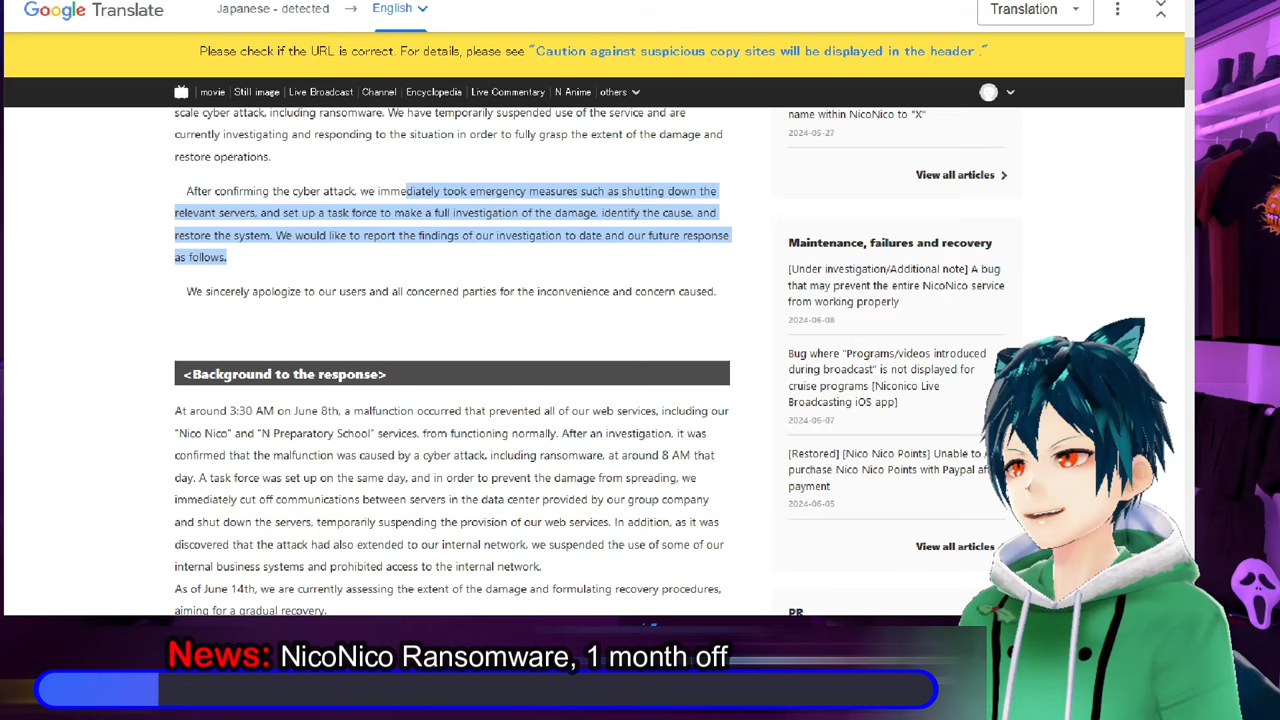 Google Translate
Japanese - detected → English
Translation
Please check if the URL is correct. For details, please see "Caution against suspicious copy sites will be displayed in the header ."
movie | Still image | Live Broadcast | Channel | Encyclopedia | Live Commentary | N Anime | others
scale cyber attack, including ransomware. We have temporarily suspended use of the service and are
currently investigating and responding to the situation in order to fully grasp the extent of the damage and
restore operations.
After confirming the cyber attack, we immediately took emergency measures such as shutting down the
relevant servers, and set up a task force to make a full investigation of the damage, identify the cause, and
restore the system. We would like to report the findings of our investigation to date and our future response
as follows.
We sincerely apologize to our users and all concerned parties for the inconvenience and concern caused.
<Background to the response>
At around 3:30 AM on June 8th, a malfunction occurred that prevented all of our web services, including our
"Nico Nico" and "N Preparatory School" services, from functioning normally. After an investigation, it was
confirmed that the malfunction was caused by a cyber attack, including ransomware, at around 8 AM that
day. A task force was set up on the same day, and in order to prevent the damage from spreading, we
immediately cut off communications between servers in the data center provided by our group company
and shut down the servers, temporarily suspending the provision of our web services. In addition, as it was
discovered that the attack had also extended to our internal network, we suspended the use of some of our
internal business systems and prohibited access to the internal network.
As of June 14th, we are currently assessing the extent of the damage and formulating recovery procedures,
aiming for a gradual recovery.
name within NicoNico to "X"
2024-05-27
View all articles
Maintenance, failures and recovery
[Under investigation/Additional note] A bug
that may prevent the entire NicoNico service
from working properly
2024-06-08
Bug where "Programs/videos introduced
during broadcast" is not displayed for
cruise programs [Niconico Live
Broadcasting iOS app]
2024-06-07
[Restored] [Nico Nico Points] Unable to
purchase Nico Nico Points with Paypal
payment
2024-06-05
View all articles
PR
News: NicoNico Ransomware, 1 month off